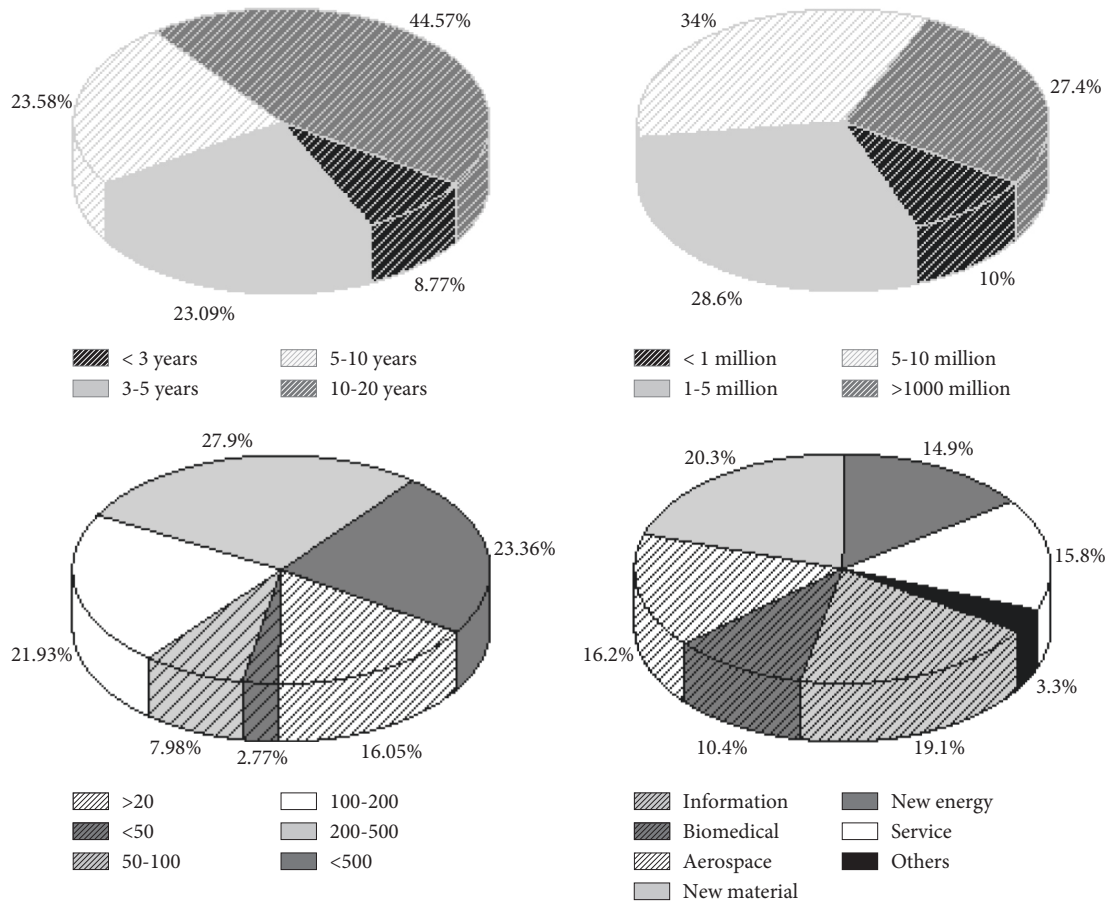 44.57%
23.58%
8.77%
23.09%
< 3 years
5-10 years
3-5 years
10-20 years
34%
27.4%
10%
28.6%
< 1 million
5-10 million
1-5 million
>1000 million
27.9%
23.36%
21.93%
7.98%
2.77%
16.05%
>20
100-200
<50
200-500
50-100
<500
20.3%
14.9%
15.8%
16.2%
3.3%
10.4%
19.1%
Information
New energy
Biomedical
Service
Aerospace
Others
New material